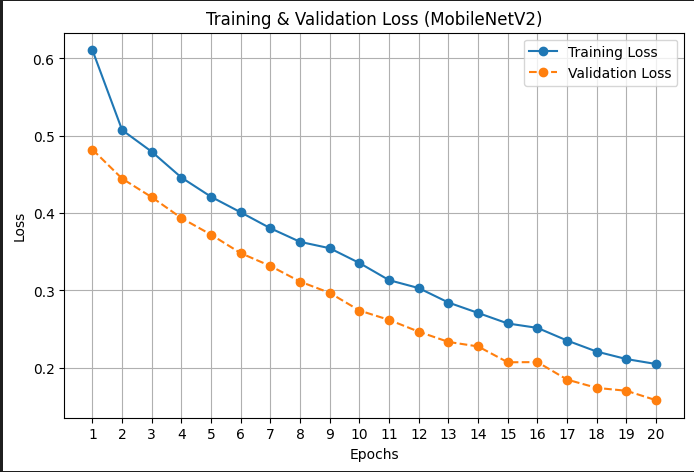 Training & Validation Loss (MobileNetV2)
Training Loss
Validation Loss
0.6
0.5
0.4
0.3
0.2
Loss
1 2 3 4 5 6 7 8 9 10 11 12 13 14 15 16 17 18 19 20
Epochs